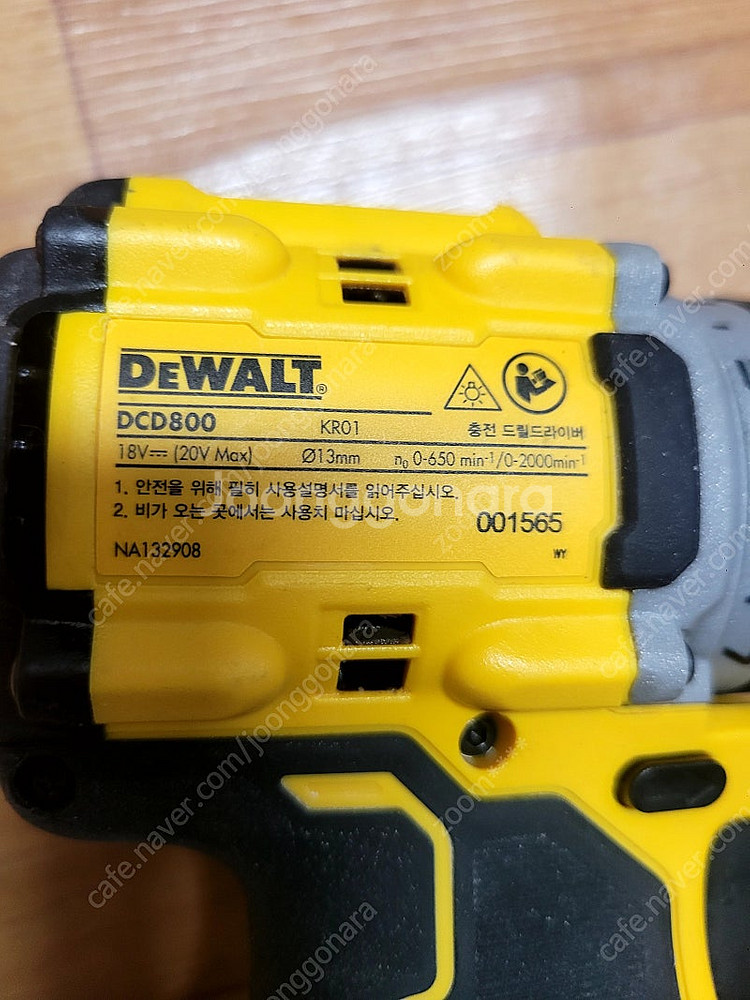 DEWALT®
DCD800 KR01 충전 드릴드라이버
18V⎓ (20V Max) Ø13mm n₀ 0-650 min⁻¹/0-2000min⁻¹
1. 안전을 위해 필히 사용설명서를 읽어주십시오.
2. 비가 오는 곳에서는 사용치 마십시오.
001565
NA132908 WY
joonggonara
cafe.naver.com/joonggonara